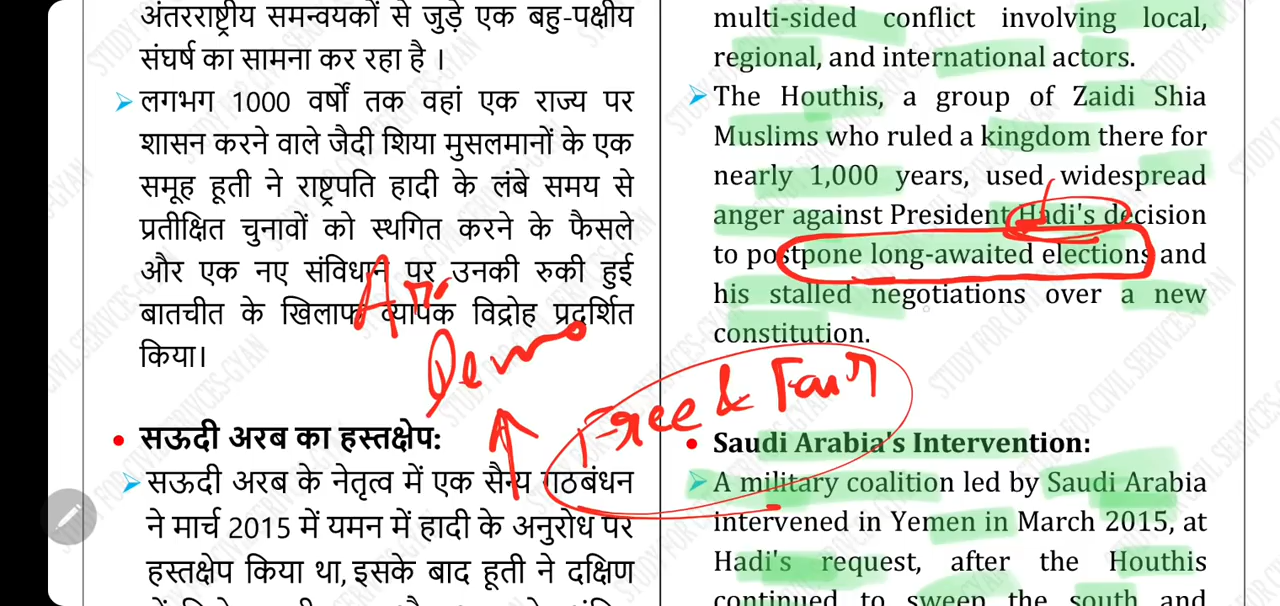 अंतरराष्ट्रीय समन्वयकों से जुड़े एक बहु-पक्षीय
संघर्ष का सामना कर रहा है ।
➢ लगभग 1000 वर्षों तक वहां एक राज्य पर
शासन करने वाले जैदी शिया मुसलमानों के एक
समूह हूती ने राष्ट्रपति हादी के लंबे समय से
प्रतीक्षित चुनावों को स्थगित करने के फैसले
और एक नए संविधान पर उनकी रुकी हुई
बातचीत के खिलाफ व्यापक विद्रोह प्रदर्शित
किया।
• सऊदी अरब का हस्तक्षेप:
➢ सऊदी अरब के नेतृत्व में एक सैन्य गठबंधन
ने मार्च 2015 में यमन में हादी के अनुरोध पर
हस्तक्षेप किया था, इसके बाद हूती ने दक्षिण
multi-sided conflict involving local,
regional, and international actors.
➢ The Houthis, a group of Zaidi Shia
Muslims who ruled a kingdom there for
nearly 1,000 years, used widespread
anger against President Hadi's decision
to postpone long-awaited elections and
his stalled negotiations over a new
constitution.
• Saudi Arabia's Intervention:
➢ A military coalition led by Saudi Arabia
intervened in Yemen in March 2015, at
Hadi's request, after the Houthis
continued to sweep the south and
Demo
Free & Fair